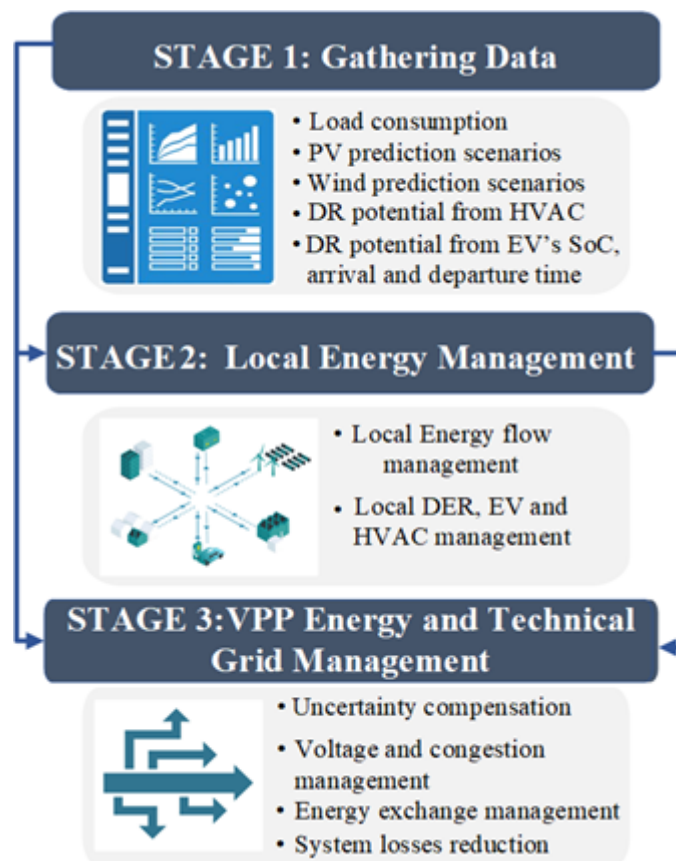 STAGE 1: Gathering Data
• Load consumption
• PV prediction scenarios
• Wind prediction scenarios
• DR potential from HVAC
• DR potential from EV's SoC,
arrival and departure time
STAGE 2: Local Energy Management
• Local Energy flow
management
• Local DER, EV and
HVAC management
STAGE 3:VPP Energy and Technical
Grid Management
• Uncertainty compensation
• Voltage and congestion
management
• Energy exchange management
• System losses reduction